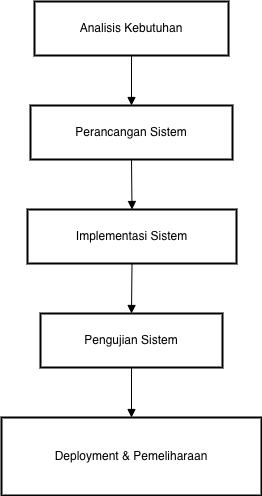 Analisis Kebutuhan
Perancangan Sistem
Implementasi Sistem
Pengujian Sistem
Deployment & Pemeliharaan